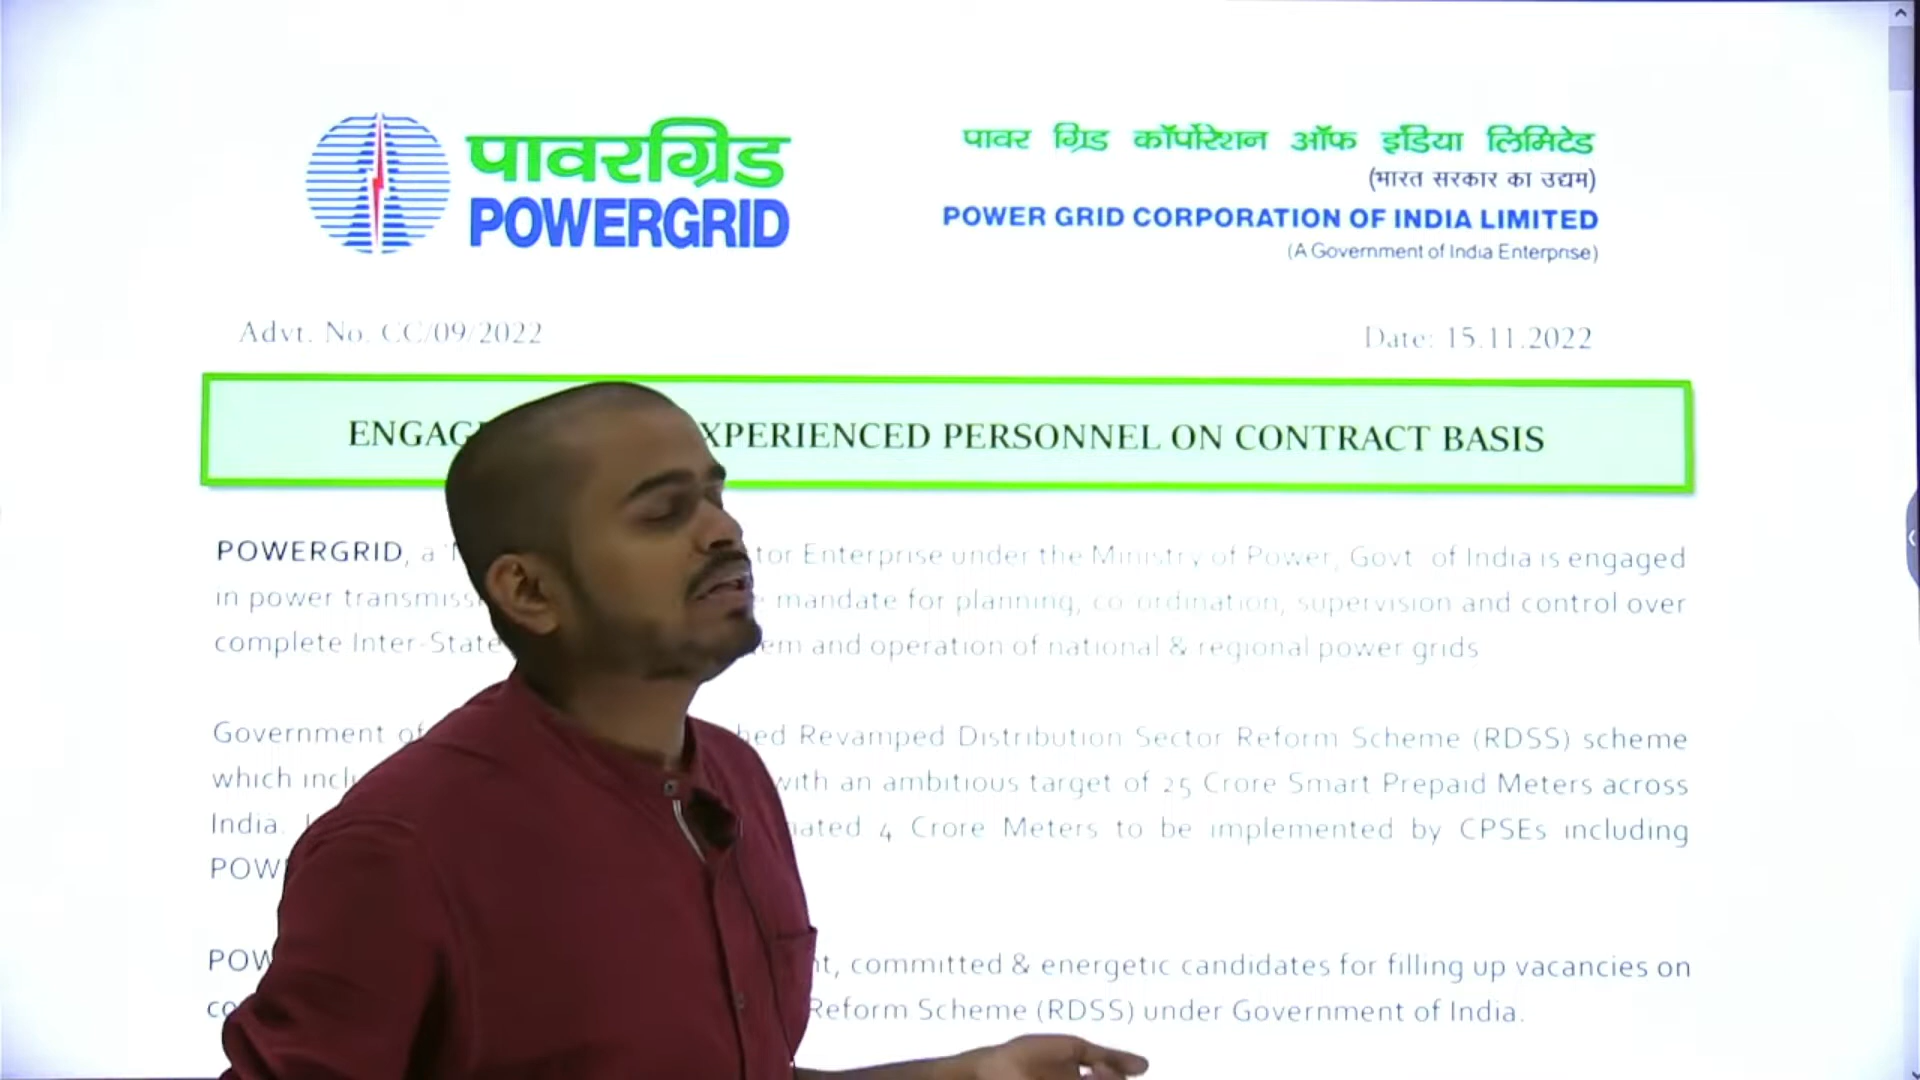 पावरग्रिड
POWERGRID
पावर ग्रिड कॉर्पोरेशन ऑफ इंडिया लिमिटेड
(भारत सरकार का उद्यम)
POWER GRID CORPORATION OF INDIA LIMITED
(A Government of India Enterprise)
Advt. No. CC/09/2022
Date: 15.11.2022
ENGAG XPERIENCED PERSONNEL ON CONTRACT BASIS
POWERGRID, a tor Enterprise under the Ministry of Power, Govt. of India is engaged
in power transmiss mandate for planning, co-ordination, supervision and control over
complete Inter-State em and operation of national & regional power grids
Government of hed Revamped Distribution Sector Reform Scheme (RDSS) scheme
which incl with an ambitious target of 25 Crore Smart Prepaid Meters across
India. nated 4 Crore Meters to be implemented by CPSEs including
POW
POW t, committed & energetic candidates for filling up vacancies on
co Reform Scheme (RDSS) under Government of India.